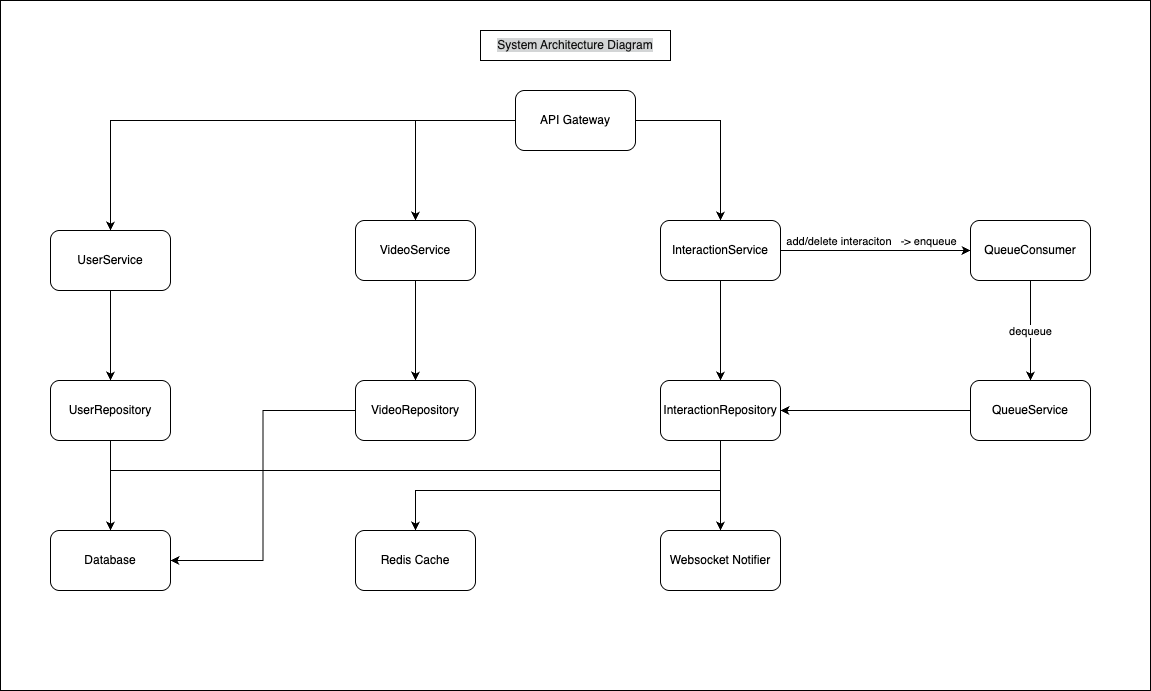 System Architecture Diagram
API Gateway
UserService
VideoService
InteractionService
add/delete interaciton -> enqueue
QueueConsumer
dequeue
UserRepository
VideoRepository
InteractionRepository
QueueService
Database
Redis Cache
Websocket Notifier